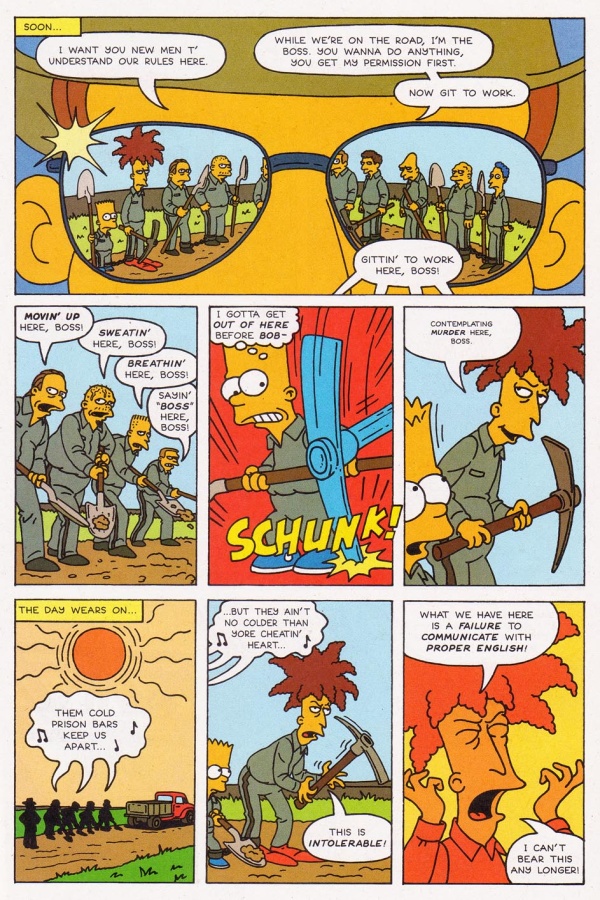 SOON...
I WANT YOU NEW MEN T'
UNDERSTAND OUR RULES HERE.
WHILE WE'RE ON THE ROAD, I'M THE
BOSS. YOU WANNA DO ANYTHING,
YOU GET MY PERMISSION FIRST.
NOW GIT TO WORK.
GITTIN' TO WORK
HERE, BOSS!
MOVIN' UP
HERE, BOSS!
SWEATIN'
HERE, BOSS!
BREATHIN'
HERE, BOSS!
SAYIN'
"BOSS"
HERE,
BOSS!
I GOTTA GET
OUT OF HERE
BEFORE BOB-
SCHUNK!
CONTEMPLATING
MURDER HERE,
BOSS.
THE DAY WEARS ON...
THEM COLD
PRISON BARS
KEEP US
APART...
...BUT THEY AIN'T
NO COLDER THAN
YORE CHEATIN'
HEART...
THIS IS
INTOLERABLE!
WHAT WE HAVE HERE
IS A FAILURE TO
COMMUNICATE WITH
PROPER ENGLISH!
I CAN'T
BEAR THIS
ANY LONGER!